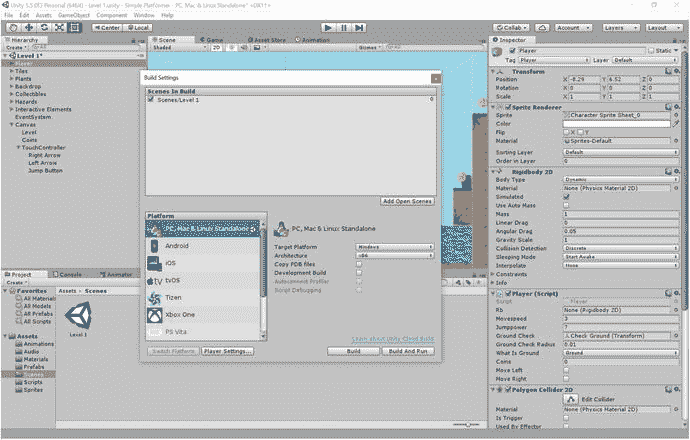 Unity 5.5.0f3 Personal (64bit) - Level 1.unity - Simple Platformer - PC, Mac & Linux Standalone* <DX11>
File Edit Assets GameObject Component Window Help
Center Local
Collab Account Layers Layout
Hierarchy
Create All
Level 1*
Player
Tiles
Plants
Backdrop
Collectibles
Hazards
Interactive Elements
EventSystem
Canvas
Level
Coins
TouchController
Right Arrow
Left Arrow
Jump Button
Scene Game Asset Store Animation
Shaded 2D Gizmos All
Build Settings
Scenes In Build
Scenes/Level 1 0
Add Open Scenes
Platform
PC, Mac & Linux Standalone
Android
iOS
tvOS
Tizen
Xbox One
PS Vita
PC, Mac & Linux Standalone
Target Platform Windows
Architecture x86
Copy PDB files
Development Build
Autoconnect Profiler
Script Debugging
Learn about Unity Cloud Build
Switch Platform Player Settings... Build Build And Run
Project Console Animator
Create
Favorites
All Materials
All Models
All Prefabs
All Scripts
Assets
Animations
Audio
Materials
Prefabs
Scenes
Scripts
Sprites
Assets Scenes
Level 1
Inspector
Player Static
Tag Player Layer Default
Transform
Position X -8.29 Y 6.52 Z 0
Rotation X 0 Y 0 Z 0
Scale X 1 Y 1 Z 1
Sprite Renderer
Sprite Character Sprite Sheet_0
Color
Flip X Y
Material Sprites-Default
Sorting Layer Default
Order in Layer 0
Rigidbody 2D
Body Type Dynamic
Material None (Physics Material 2D)
Simulated
Use Auto Mass
Mass 1
Linear Drag 0
Angular Drag 0.05
Gravity Scale 1
Collision Detection Discrete
Sleeping Mode Start Awake
Interpolate None
Constraints
Info
Player (Script)
Script Player
Rb None (Rigidbody 2D)
Movespeed 3
Jumppower 7
Ground Check Check Ground (Transform)
Ground Check Radius 0.01
What Is Ground Ground
Coins 0
Move Left
Move Right
Polygon Collider 2D
Edit Collider
Material None (Physics Material 2D)
Is Trigger
Used By Effector